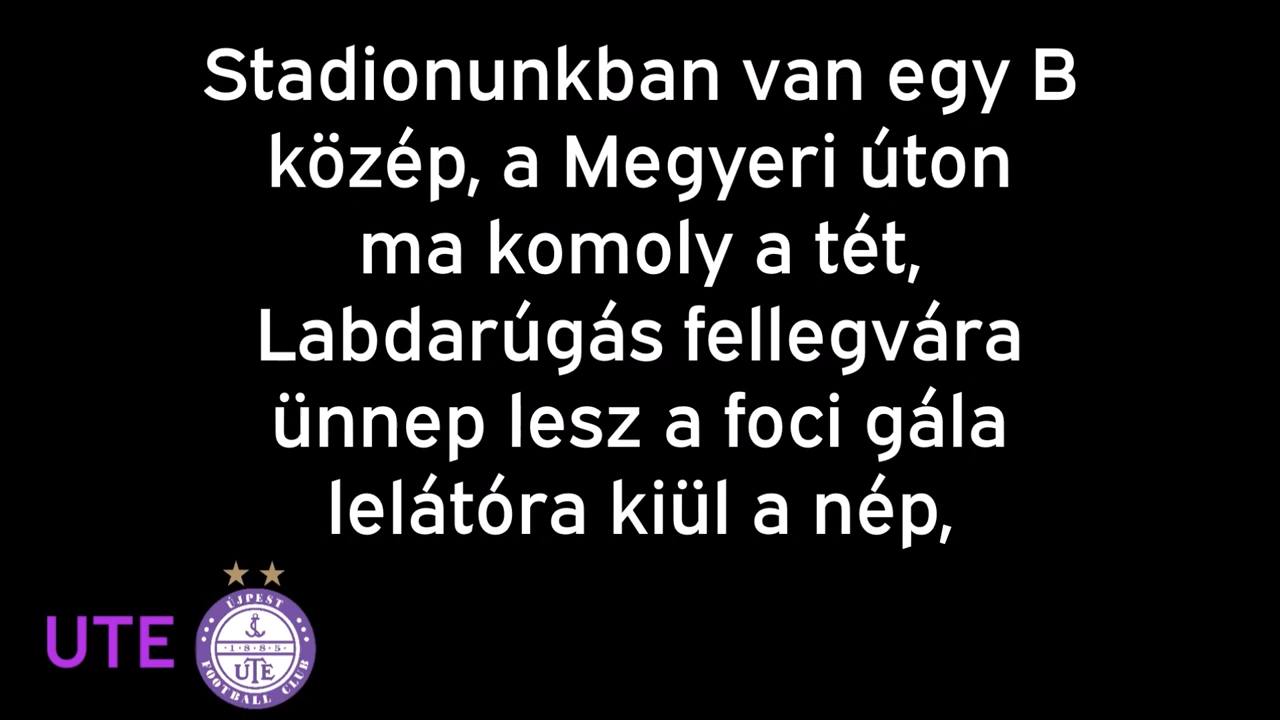 Stadionunkban van egy B
közép, a Megyeri úton
ma komoly a tét,
Labdarúgás fellegvára
ünnep lesz a foci gála
lelátóra kiül a nép,
UTE
ÚJPEST
·1885·
UTE
FOOTBALL CLUB